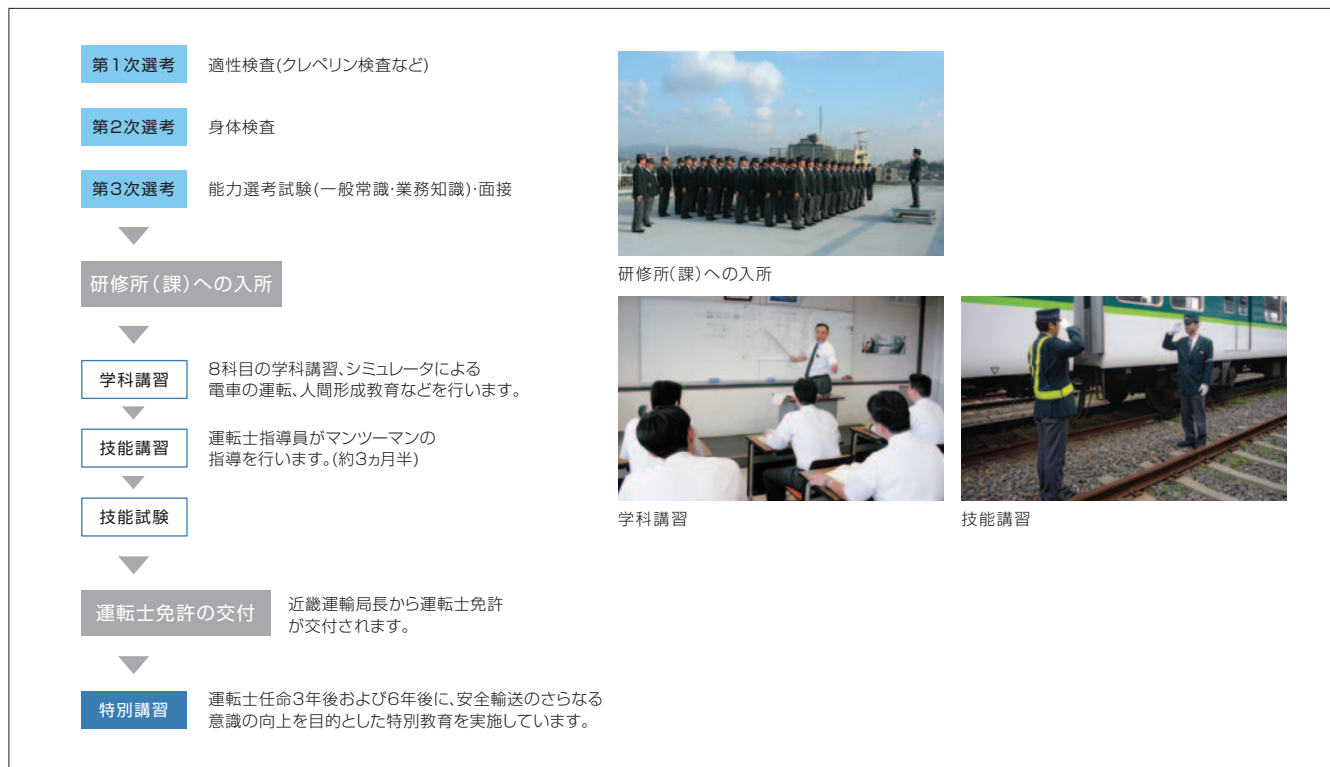 第1次選考 適性検査(クレペリン検査など)
第2次選考 身体検査
第3次選考 能力選考試験(一般常識・業務知識)・面接
研修所(課)への入所
学科講習 8科目の学科講習、シミュレータによる
電車の運転、人間形成教育などを行います。
技能講習 運転士指導員がマンツーマンの
指導を行います。(約3ヵ月半)
技能試験
運転士免許の交付 近畿運輸局長から運転士免許
が交付されます。
特別講習 運転士任命3年後および6年後に、安全輸送のさらなる
意識の向上を目的とした特別教育を実施しています。
研修所(課)への入所
学科講習
技能講習